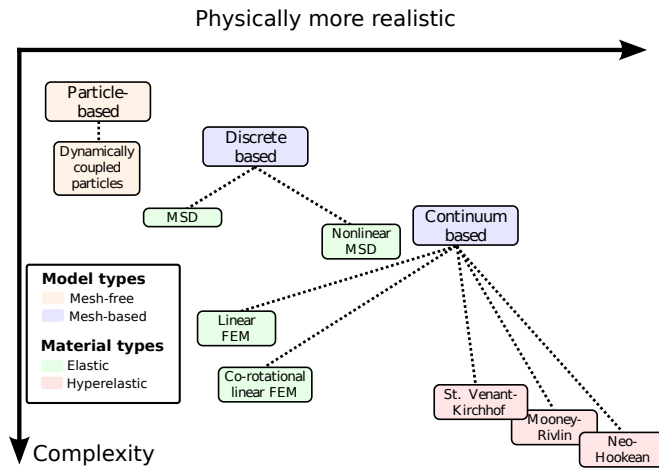 Physically more realistic
Particle-
based
Dynamically
coupled
particles
Discrete
based
MSD
Nonlinear
MSD
Continuum
based
Model types
Mesh-free
Mesh-based
Material types
Elastic
Hyperelastic
Linear
FEM
Co-rotational
linear FEM
St. Venant-
Kirchhof
Mooney-
Rivlin
Neo-
Hookean
Complexity